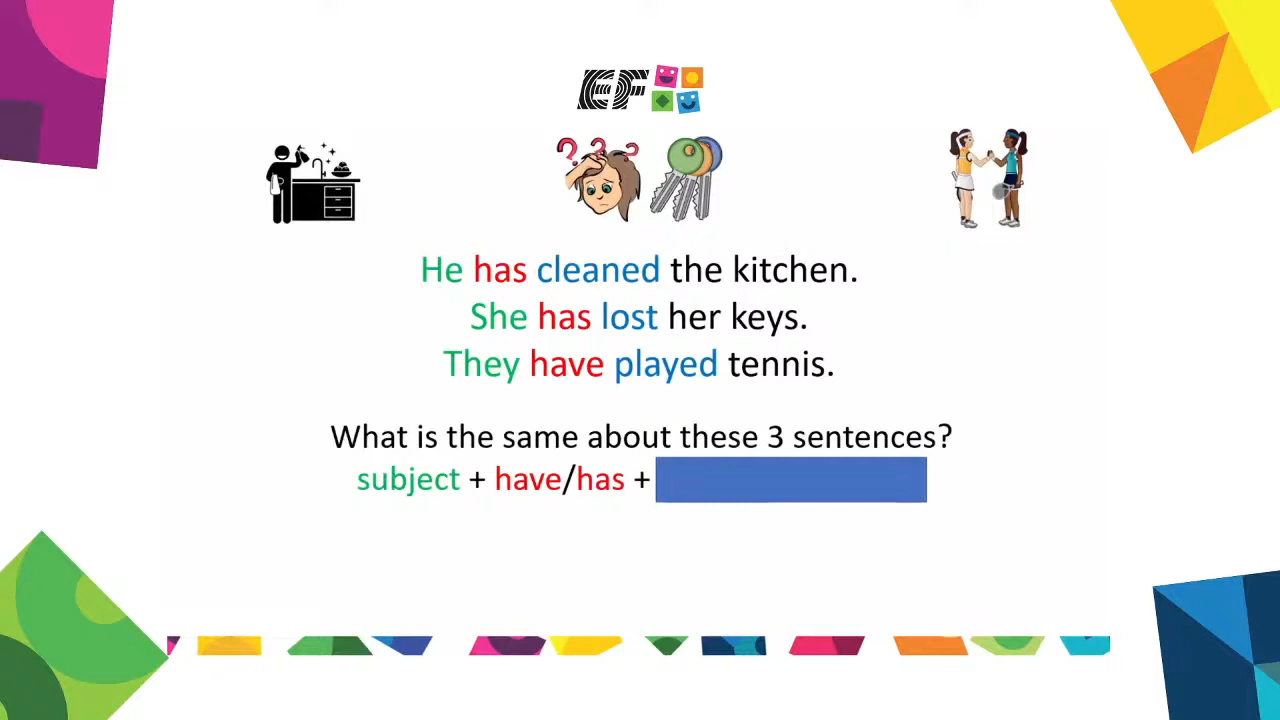 EF
? ? ?
He has cleaned the kitchen.
She has lost her keys.
They have played tennis.
What is the same about these 3 sentences?
subject + have/has +